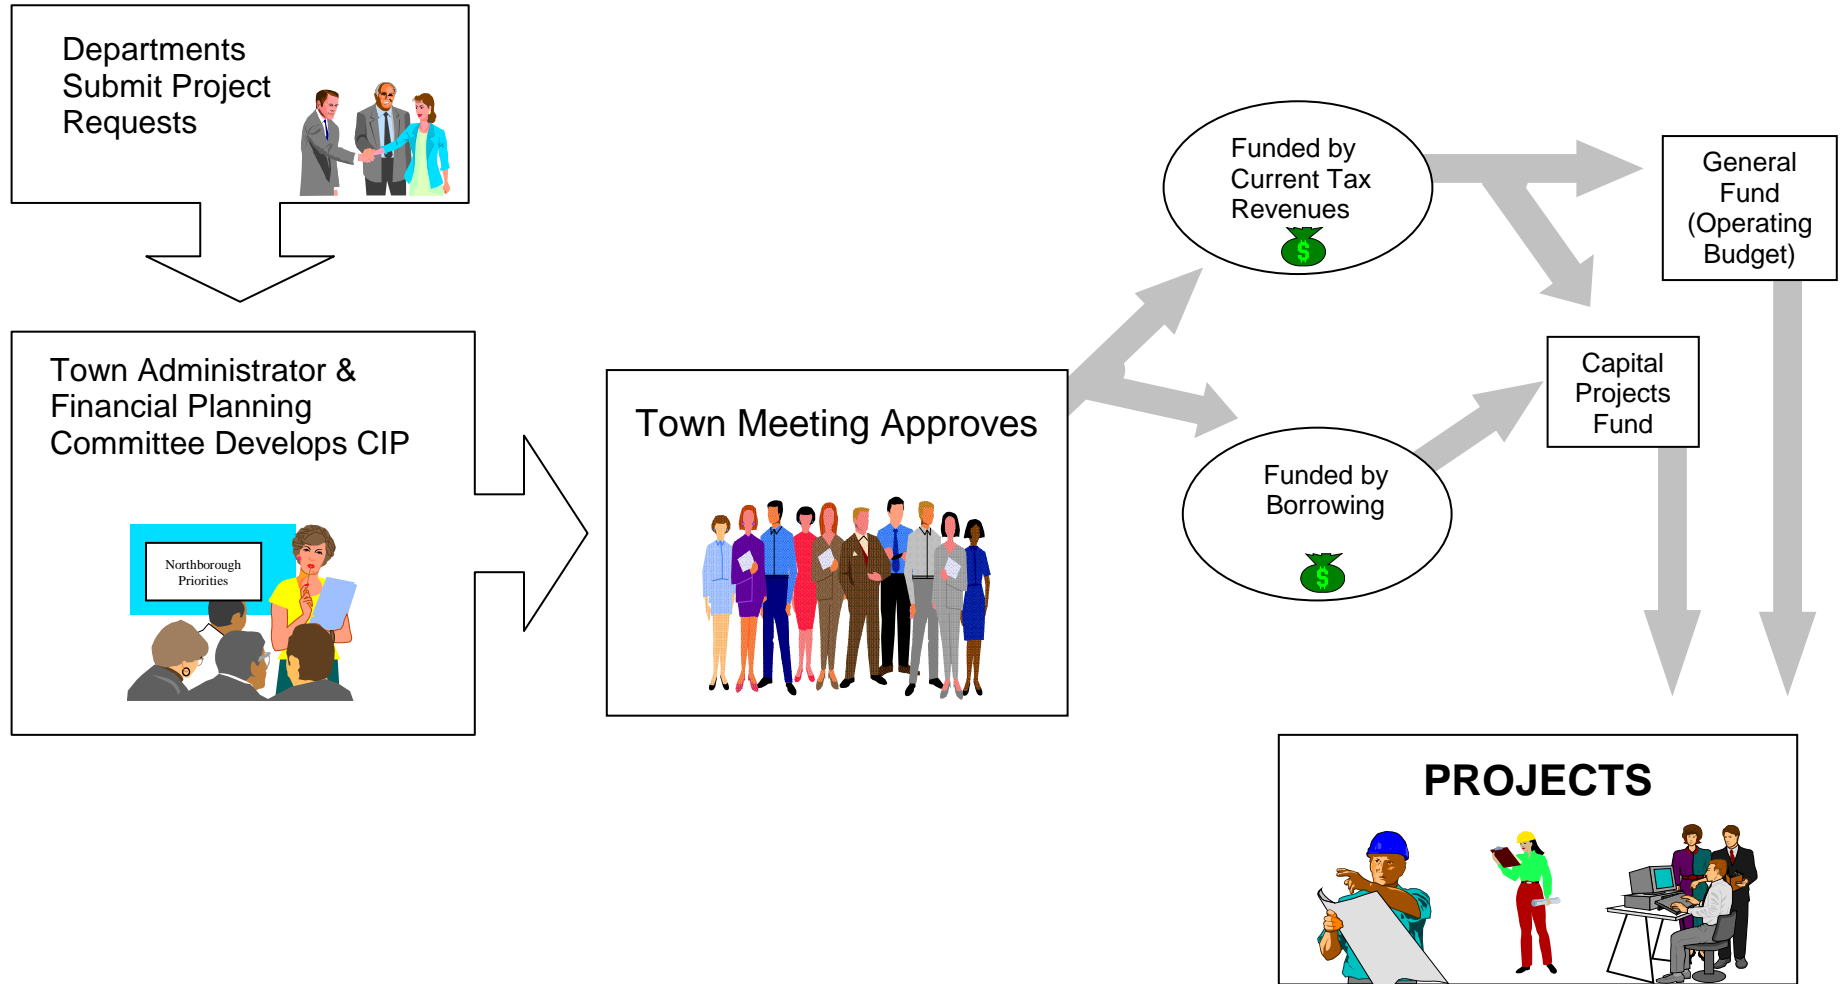 Departments
Submit Project
Requests
Town Administrator &
Financial Planning
Committee Develops CIP
Northborough
Priorities
Town Meeting Approves
Funded by
Current Tax
Revenues
$
Funded by
Borrowing
$
General
Fund
(Operating
Budget)
Capital
Projects
Fund
PROJECTS